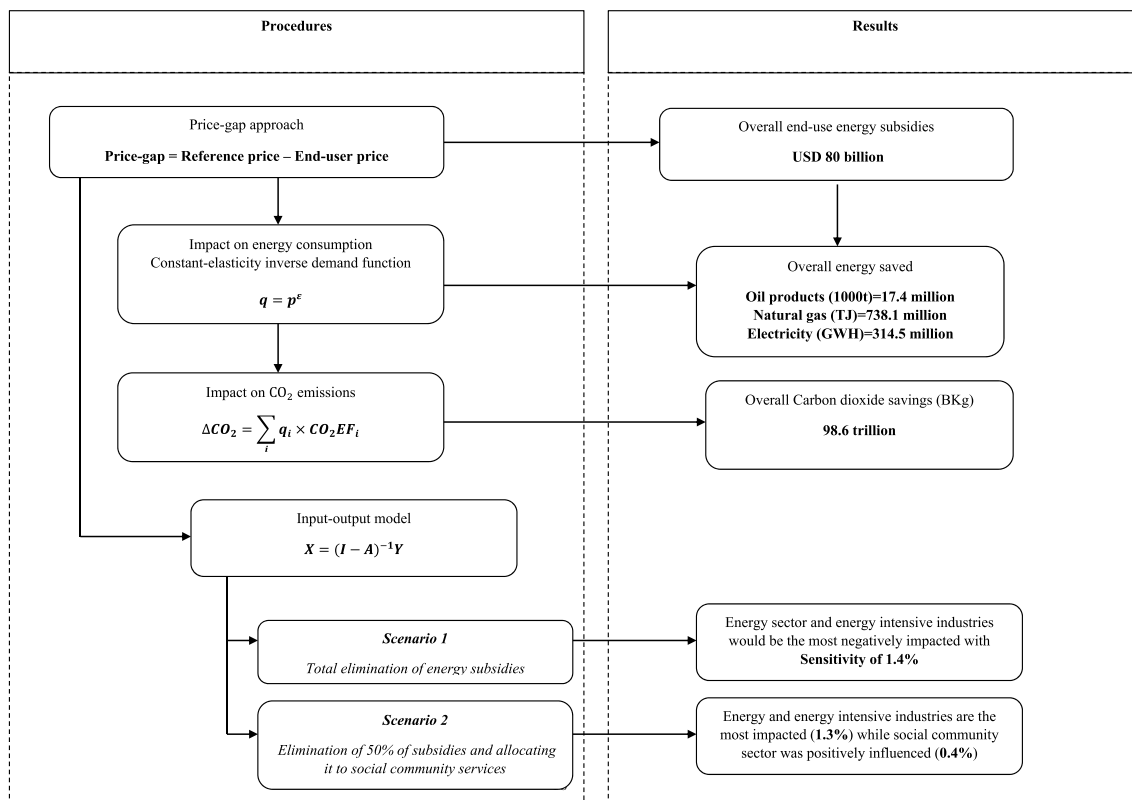 Procedures
Results
Price-gap approach
Price-gap = Reference price – End-user price
Overall end-use energy subsidies
USD 80 billion
Impact on energy consumption
Constant-elasticity inverse demand function
q = p^ε
Overall energy saved
Oil products (1000t)=17.4 million
Natural gas (TJ)=738.1 million
Electricity (GWH)=314.5 million
Impact on CO₂ emissions
ΔCO₂ = ∑ᵢ qᵢ × CO₂EFᵢ
Overall Carbon dioxide savings (BKg)
98.6 trillion
Input-output model
X = (I − A)⁻¹Y
Scenario 1
Total elimination of energy subsidies
Energy sector and energy intensive industries
would be the most negatively impacted with
Sensitivity of 1.4%
Scenario 2
Elimination of 50% of subsidies and allocating
it to social community services
Energy and energy intensive industries are the
most impacted (1.3%) while social community
sector was positively influenced (0.4%)